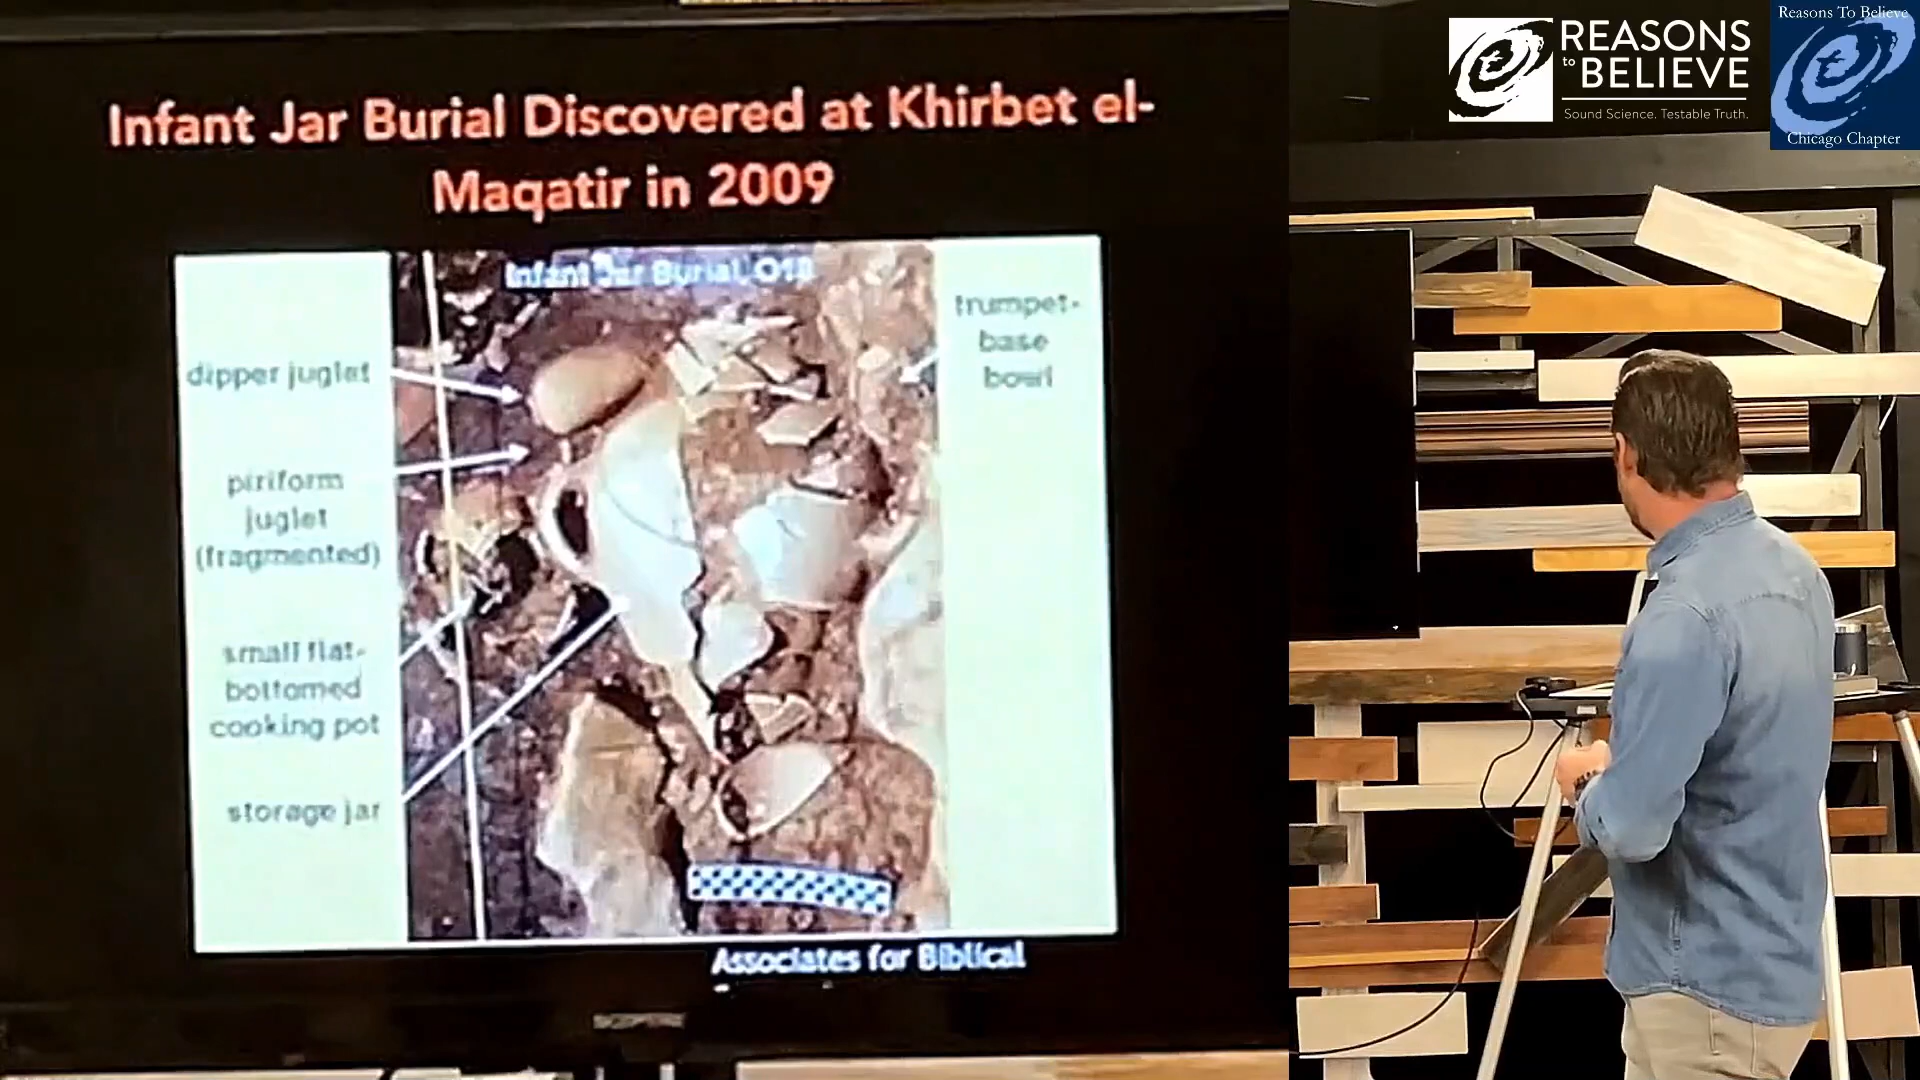 Infant Jar Burial Discovered at Khirbet el-
Maqatir in 2009
Infant Jar Burial, O18
dipper juglet
piriform
juglet
(fragmented)
small flat-
bottomed
cooking pot
storage jar
trumpet-
base
bowl
Associates for Biblical
REASONS
to BELIEVE
Sound Science. Testable Truth.
Reasons To Believe
Chicago Chapter